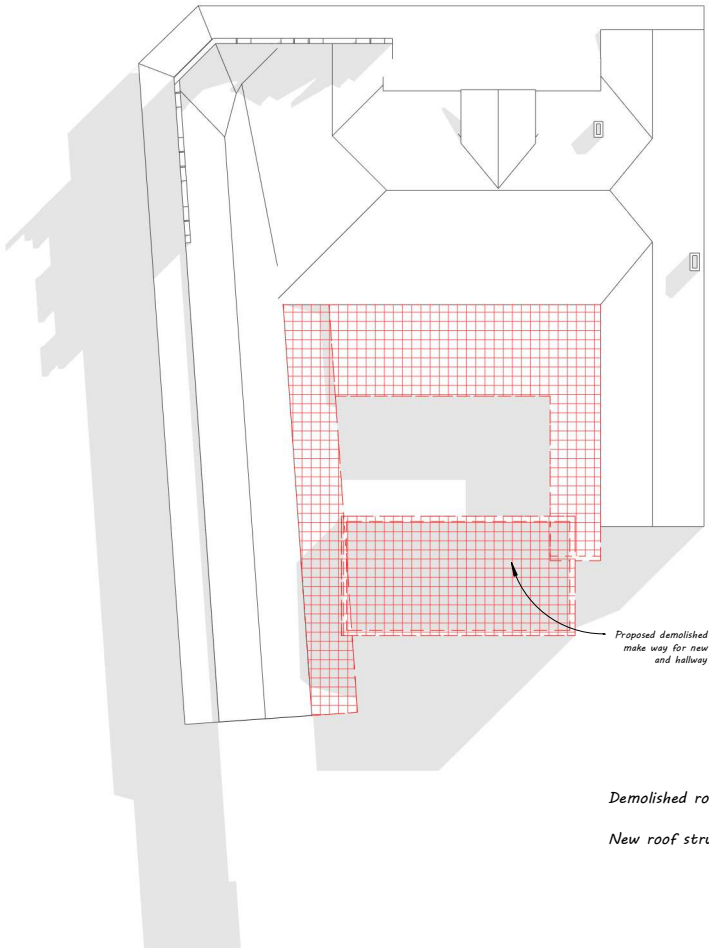 Proposed demolished
make way for new
and hallway
Demolished ro
New roof stru